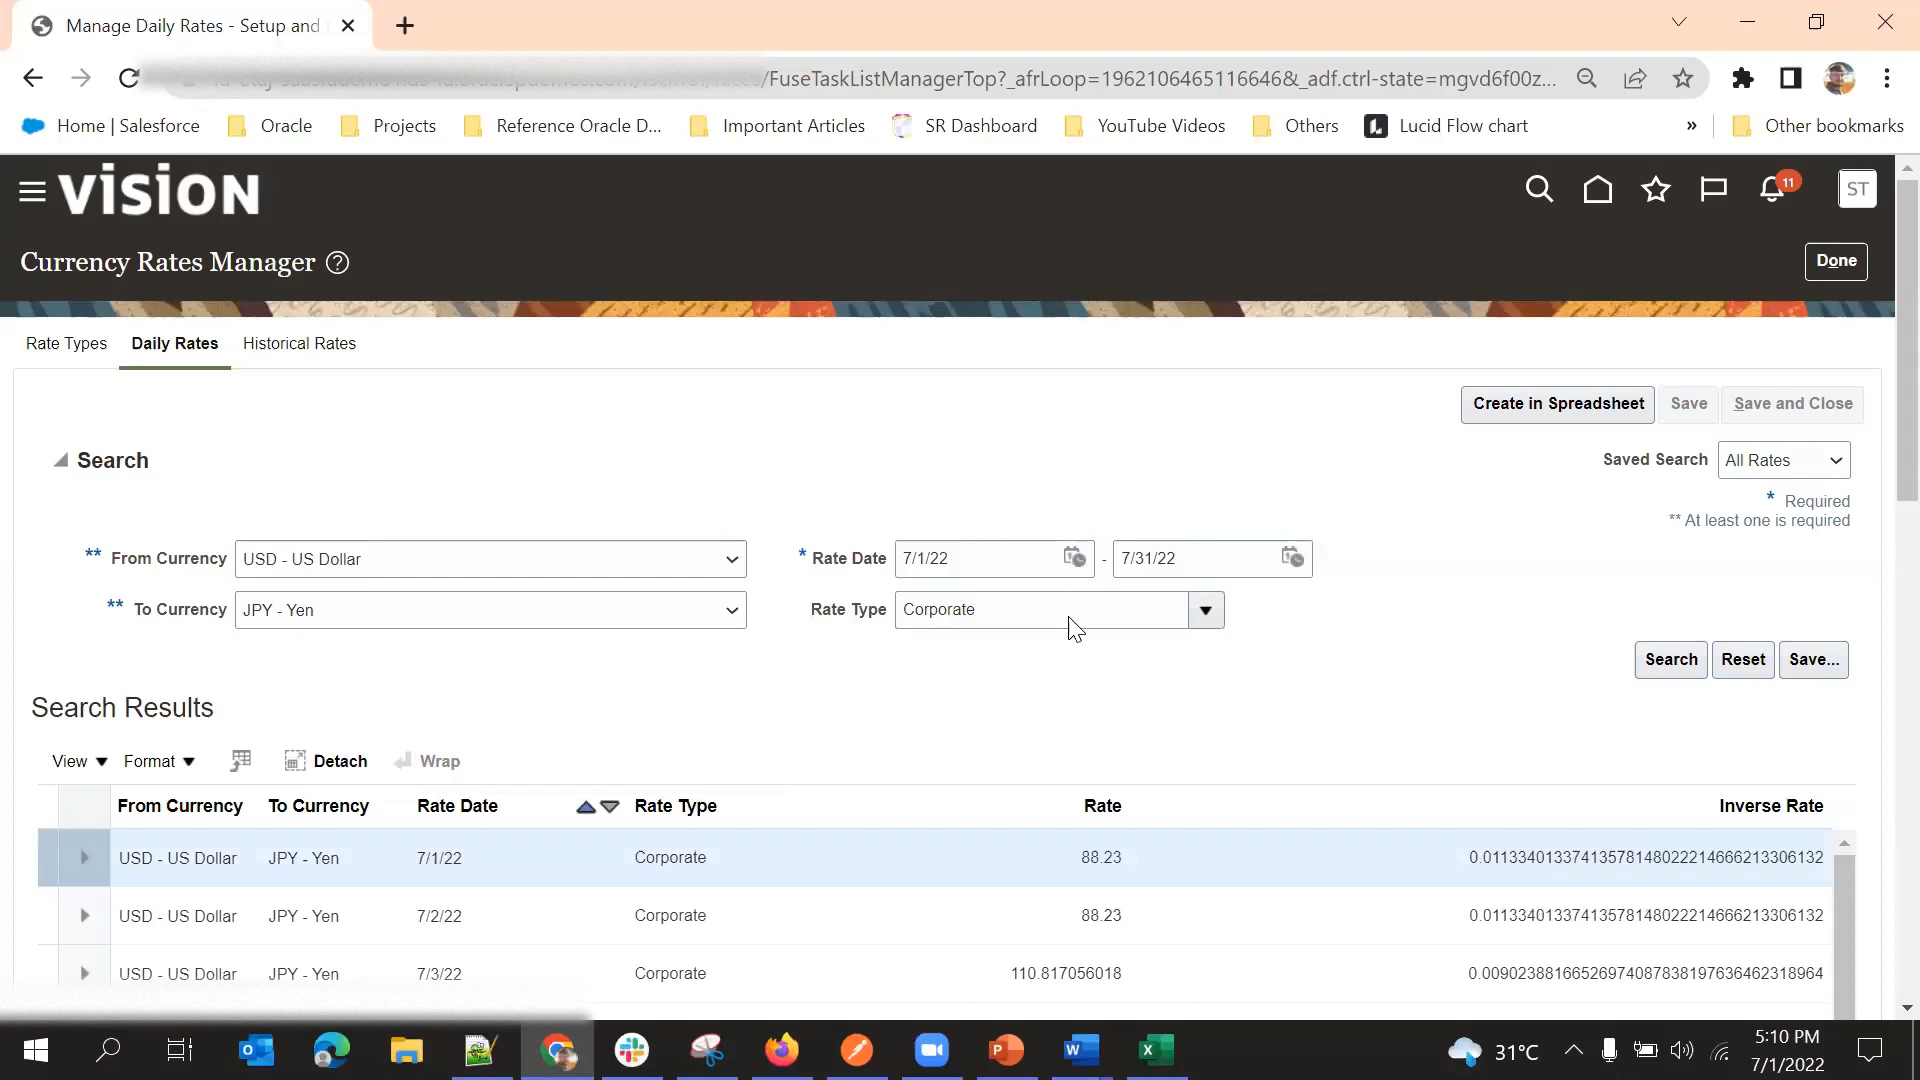 Manage Daily Rates - Setup and
/FuseTaskListManagerTop?_afrLoop=19621064651166468&_adf.ctrl-state=mgvd6f00z...
Home | Salesforce Oracle Projects Reference Oracle D... Important Articles SR Dashboard YouTube Videos Others Lucid Flow chart » Other bookmarks
VISION
11
ST
Currency Rates Manager ?
Done
Rate Types Daily Rates Historical Rates
Create in Spreadsheet Save Save and Close
Search
Saved Search All Rates
* Required
** At least one is required
** From Currency USD - US Dollar
* Rate Date 7/1/22 - 7/31/22
** To Currency JPY - Yen
Rate Type Corporate
Search Reset Save...
Search Results
View Format Detach Wrap
From Currency To Currency Rate Date Rate Type Rate Inverse Rate
USD - US Dollar JPY - Yen 7/1/22 Corporate 88.23 0.0113340133741357814802221466621330​6132
USD - US Dollar JPY - Yen 7/2/22 Corporate 88.23 0.0113340133741357814802221466621330​6132
USD - US Dollar JPY - Yen 7/3/22 Corporate 110.817056018 0.00902388166526974087838197636462318964
31°C
5:10 PM
7/1/2022